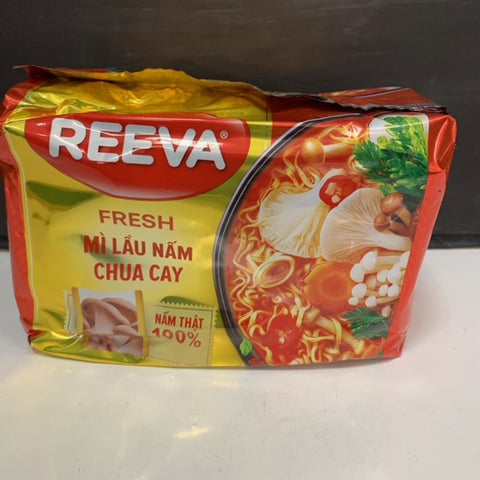 REEVA®
FRESH
MÌ LẨU NẤM
CHUA CAY
NẤM THẬT
100%